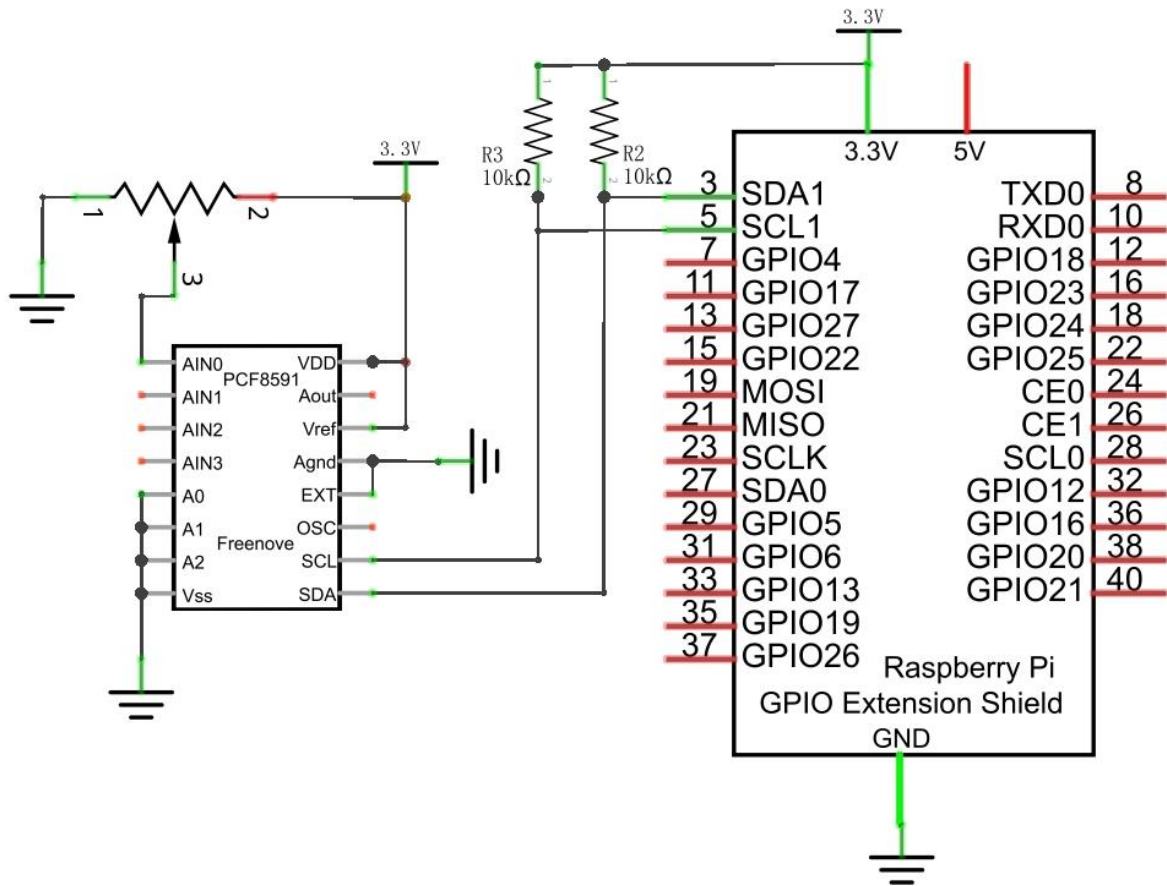 3.3V
3.3V
5V
3.3V
R3
10kΩ
R2
10kΩ
1
2
1
2
1
2
3
3 SDA1
5 SCL1
7 GPIO4
11 GPIO17
13 GPIO27
15 GPIO22
19 MOSI
21 MISO
23 SCLK
27 SDA0
29 GPIO5
31 GPIO6
33 GPIO13
35 GPIO19
37 GPIO26
TXD0 8
RXD0 10
GPIO18 12
GPIO23 16
GPIO24 18
GPIO25 22
CE0 24
CE1 26
SCL0 28
GPIO12 32
GPIO16 36
GPIO20 38
GPIO21 40
Raspberry Pi
GPIO Extension Shield
GND
PCF8591
AIN0
AIN1
AIN2
AIN3
A0
A1
A2
Vss
VDD
Aout
Vref
Agnd
EXT
OSC
SCL
SDA
Freenove